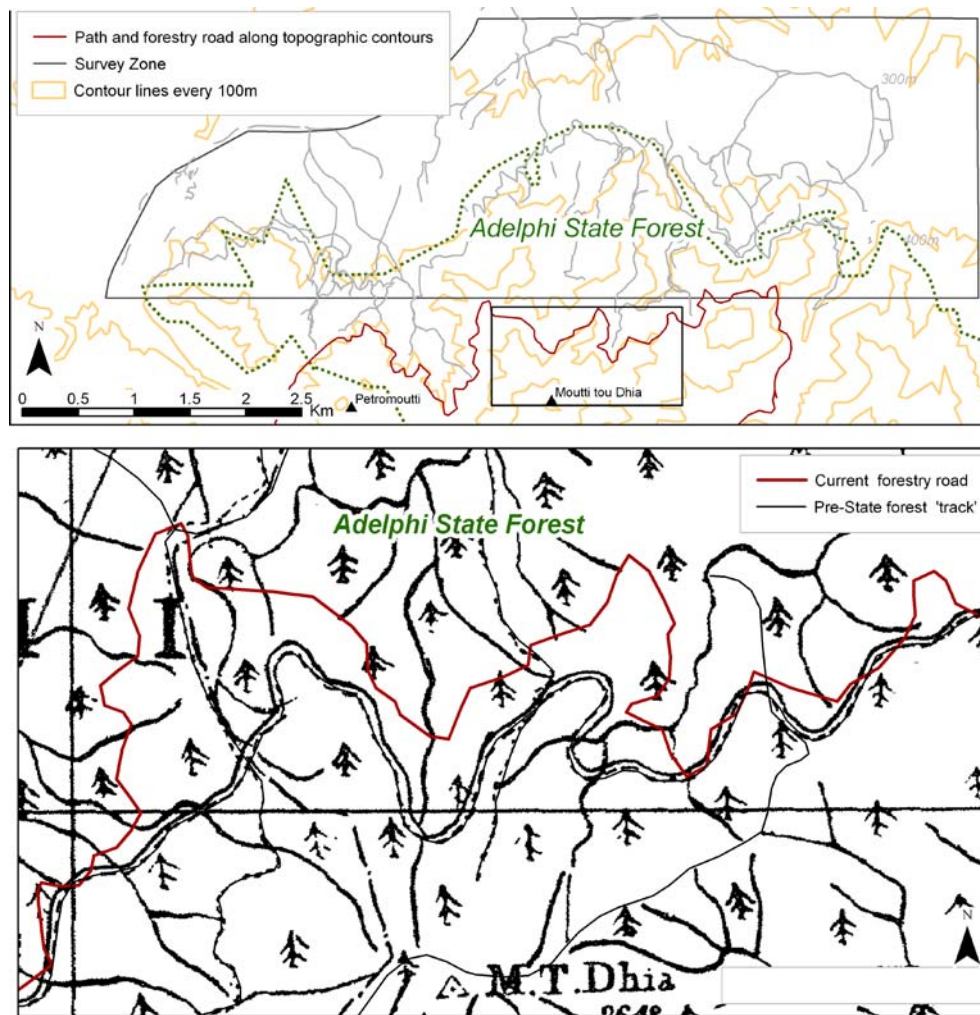 Path and forestry road along topographic contours
Survey Zone
Contour lines every 100m
300m
Adelphi State Forest
400m
N
0 0.5 1 1.5 2 2.5
Km
Petromoutti
Moutti tou Dhia
Current forestry road
Pre-State forest 'track'
Adelphi State Forest
I I
N
M.T.Dhia